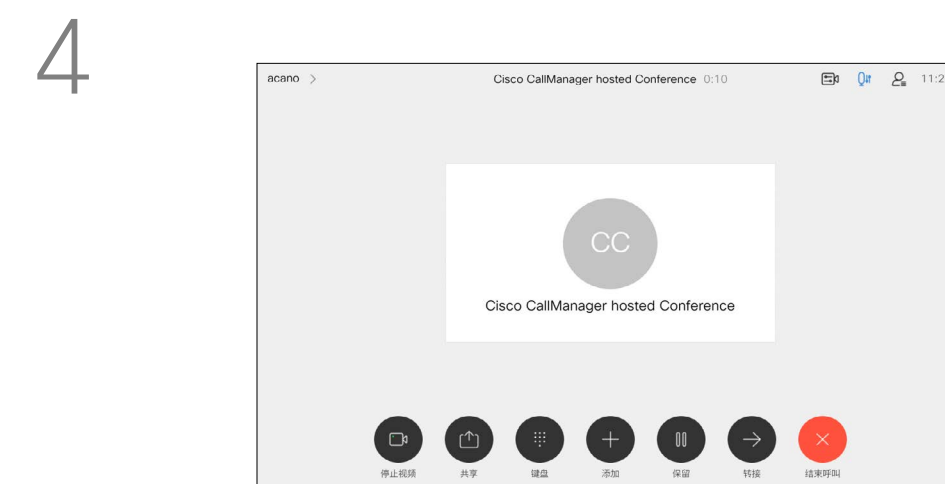 4
acano >
Cisco CallManager hosted Conference 0:10
11:2
CC
Cisco CallManager hosted Conference
停止视频 共享 键盘 添加 保留 转接 结束呼叫